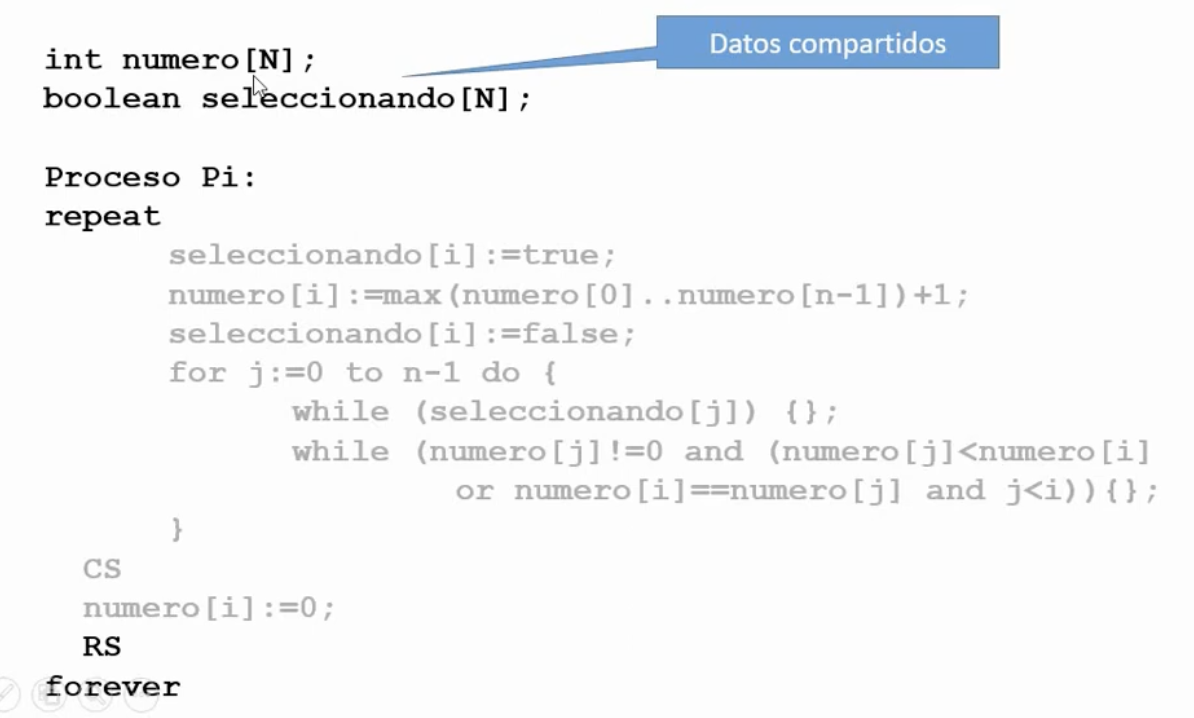 Datos compartidos
int numero[N];
boolean seleccionando[N];
Proceso Pi:
repeat
seleccionando[i]:=true;
numero[i]:=max(numero[0]..numero[n-1])+1;
seleccionando[i]:=false;
for j:=0 to n-1 do {
while (seleccionando[j]) {};
while (numero[j]!=0 and (numero[j]<numero[i]
or numero[i]==numero[j] and j<i)){};
}
CS
numero[i]:=0;
RS
forever